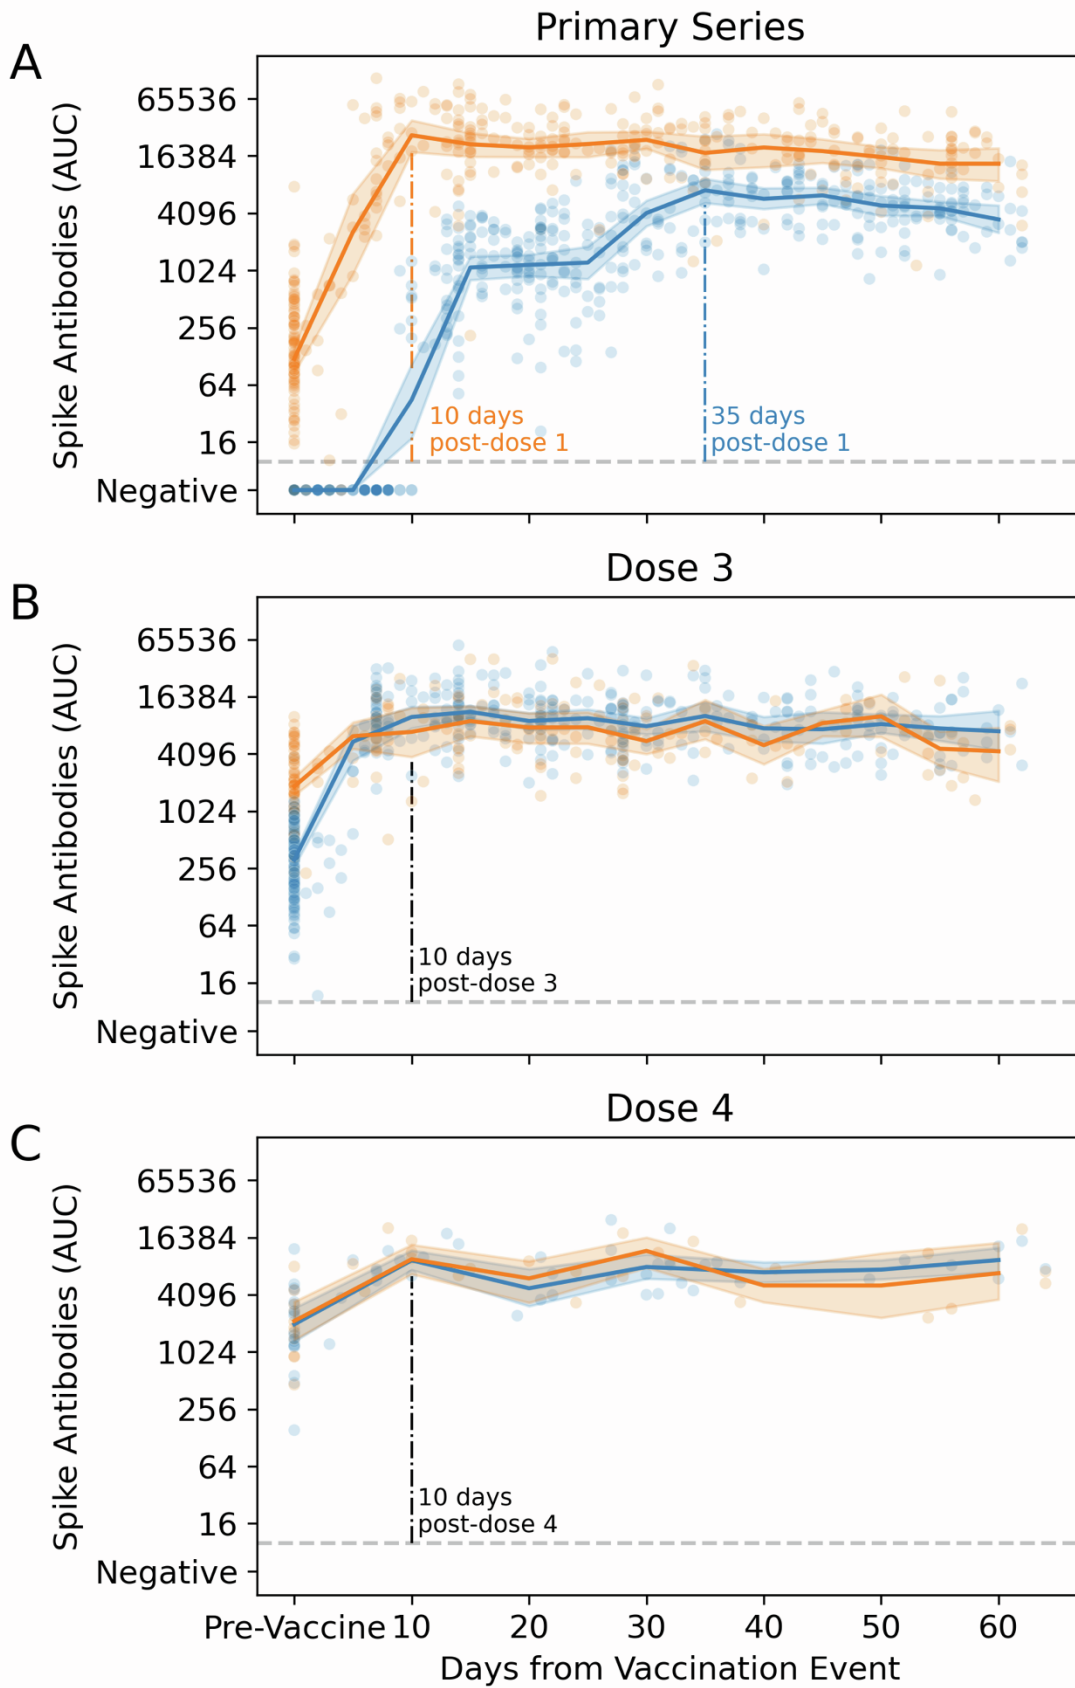 Primary Series
A
Spike Antibodies (AUC)
65536
16384
4096
1024
256
64
16
Negative
10 days
post-dose 1
35 days
post-dose 1
Dose 3
B
Spike Antibodies (AUC)
65536
16384
4096
1024
256
64
16
Negative
10 days
post-dose 3
Dose 4
C
Spike Antibodies (AUC)
65536
16384
4096
1024
256
64
16
Negative
10 days
post-dose 4
Pre-Vaccine 10 20 30 40 50 60
Days from Vaccination Event